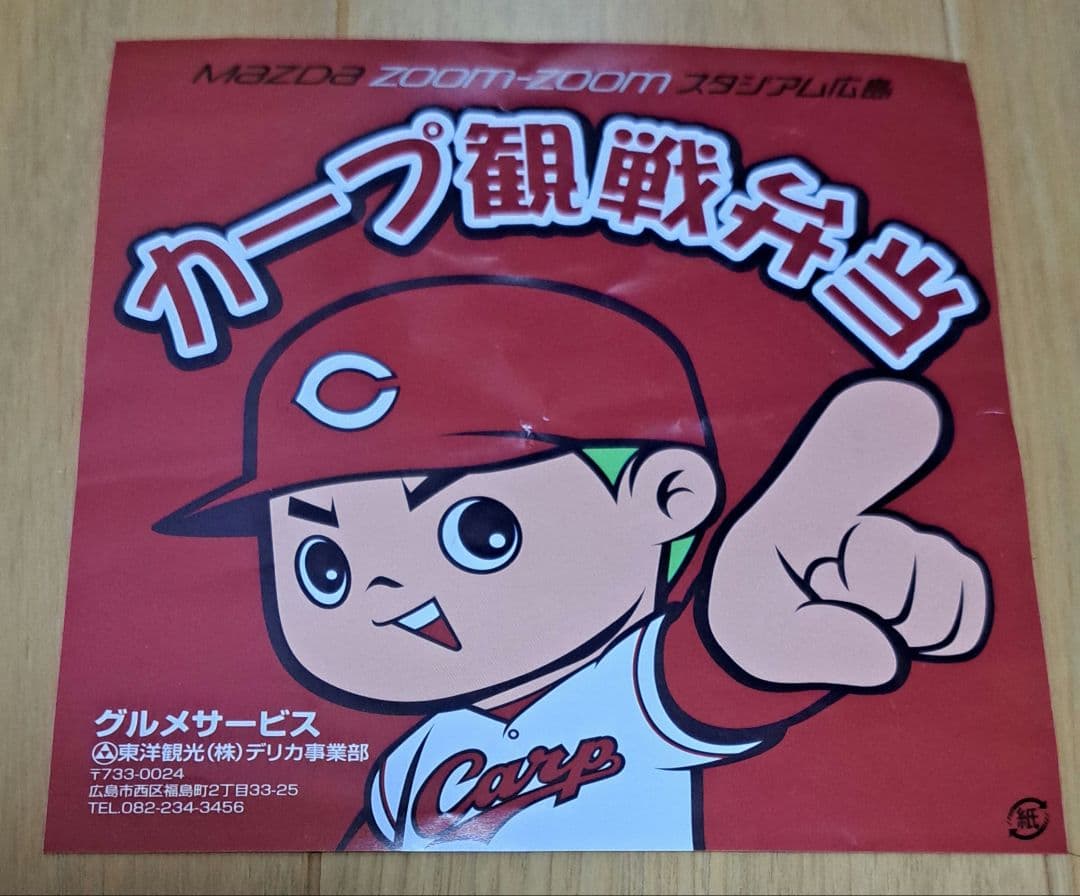 MAZDA ZOOM-ZOOM スタジアム広島
カープ観戦弁当
C
Carp
グルメサービス
東洋観光(株)デリカ事業部
〒733-0024
広島市西区福島町2丁目33-25
TEL.082-234-3456
紙